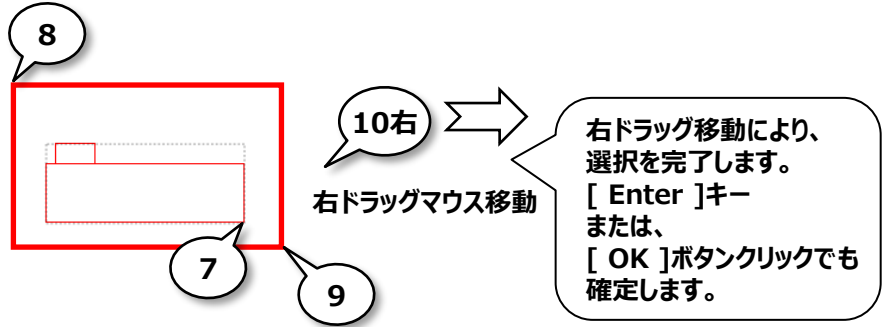 8
10右
右ドラッグマウス移動
7
9
右ドラッグ移動により、
選択を完了します。
[ Enter ]キー
または、
[ OK ]ボタンクリックでも
確定します。